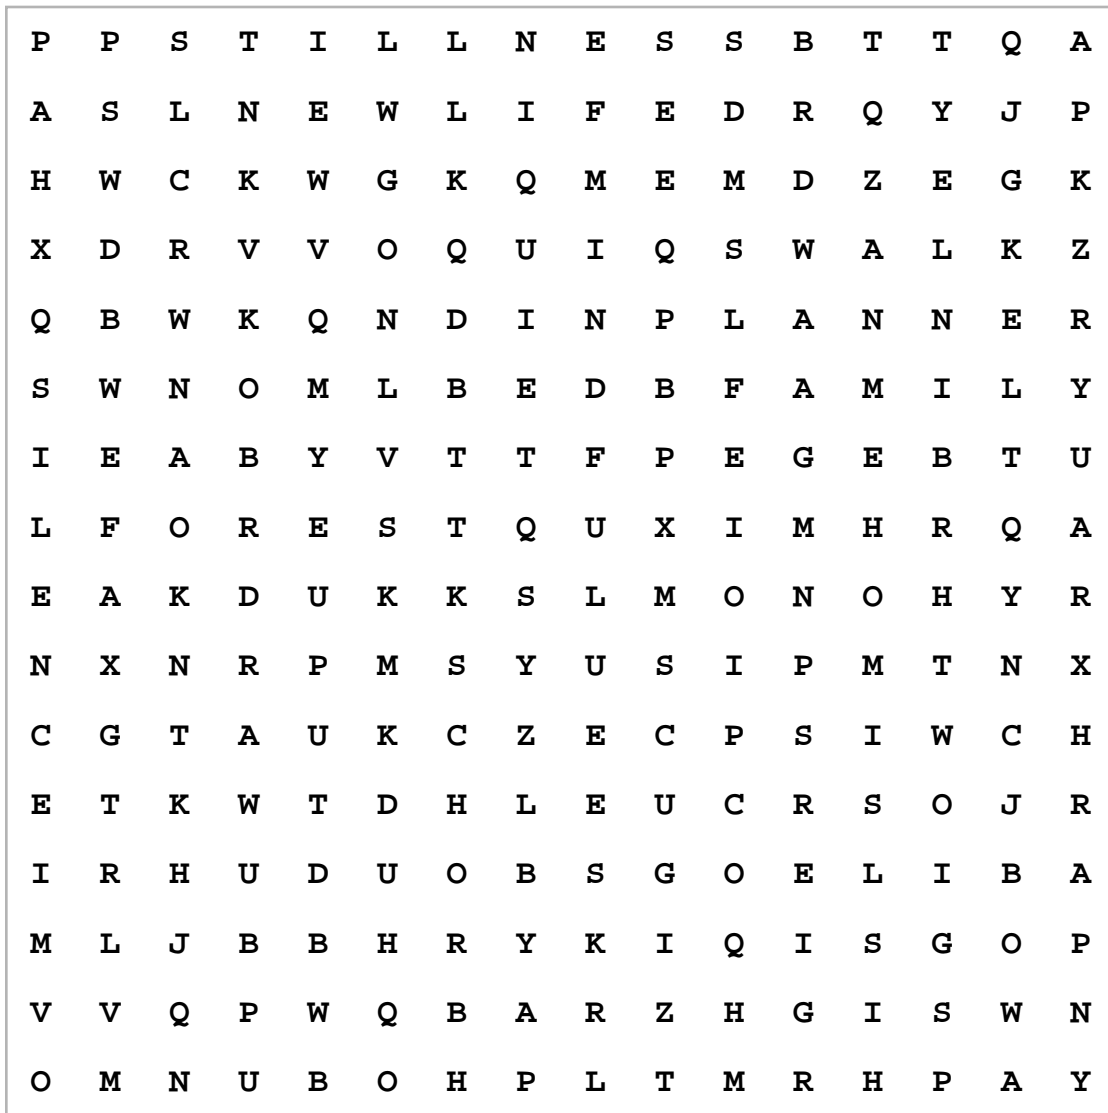 P P S T I L L N E S S B T T Q A
A S L N E W L I F E D R Q Y J P
H W C K W G K Q M E M D Z E G K
X D R V V O Q U I Q S W A L K Z
Q B W K Q N D I N P L A N N E R
S W N O M L B E D B F A M I L Y
I E A B Y V T T F P E G E B T U
L F O R E S T Q U X I M H R Q A
E A K D U K K S L M O N O H Y R
N X N R P M S Y U S I P M T N X
C G T A U K C Z E C P S I W C H
E T K W T D H L E U C R S O J R
I R H U D U O B S G O E L I B A
M L J B B H R Y K I Q I S G O P
V V Q P W Q B A R Z H G I S W N
O M N U B O H P L T M R H P A Y